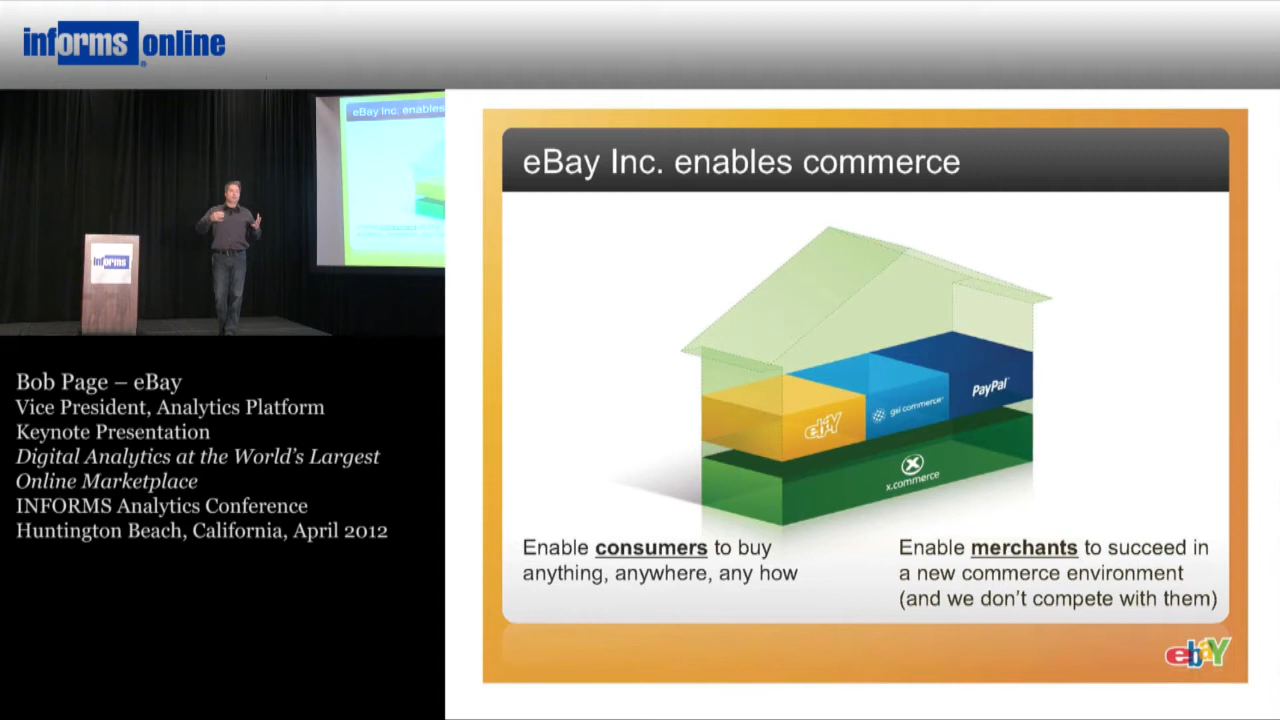 informs online
®
eBay Inc. enables
informs
Bob Page – eBay
Vice President, Analytics Platform
Keynote Presentation
Digital Analytics at the World’s Largest
Online Marketplace
INFORMS Analytics Conference
Huntington Beach, California, April 2012
eBay Inc. enables commerce
PayPal™
gsi commerce
ebaY
x.commerce
Enable consumers to buy
anything, anywhere, any how
Enable merchants to succeed in
a new commerce environment
(and we don’t compete with them)
ebaY